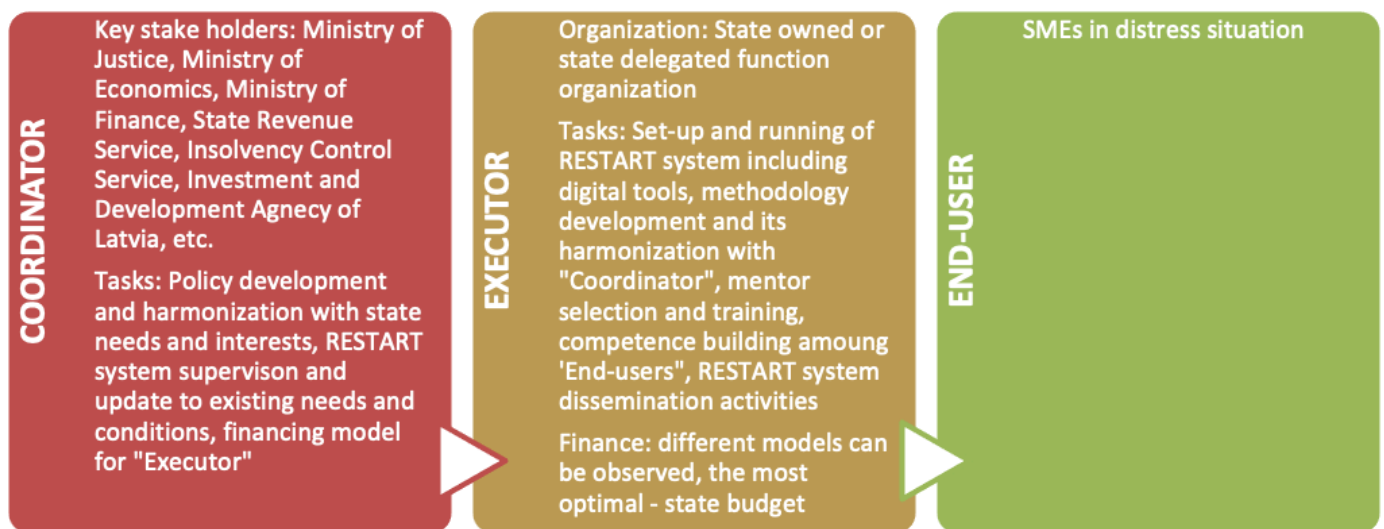 COORDINATOR
Key stake holders: Ministry of
Justice, Ministry of
Economics, Ministry of
Finance, State Revenue
Service, Insolvency Control
Service, Investment and
Development Agnecy of
Latvia, etc.
Tasks: Policy development
and harmonization with state
needs and interests, RESTART
system supervison and
update to existing needs and
conditions, financing model
for "Executor"
EXECUTOR
Organization: State owned or
state delegated function
organization
Tasks: Set-up and running of
RESTART system including
digital tools, methodology
development and its
harmonization with
"Coordinator", mentor
selection and training,
competence building amoung
'End-users", RESTART system
dissemination activities
Finance: different models can
be observed, the most
optimal - state budget
END-USER
SMEs in distress situation